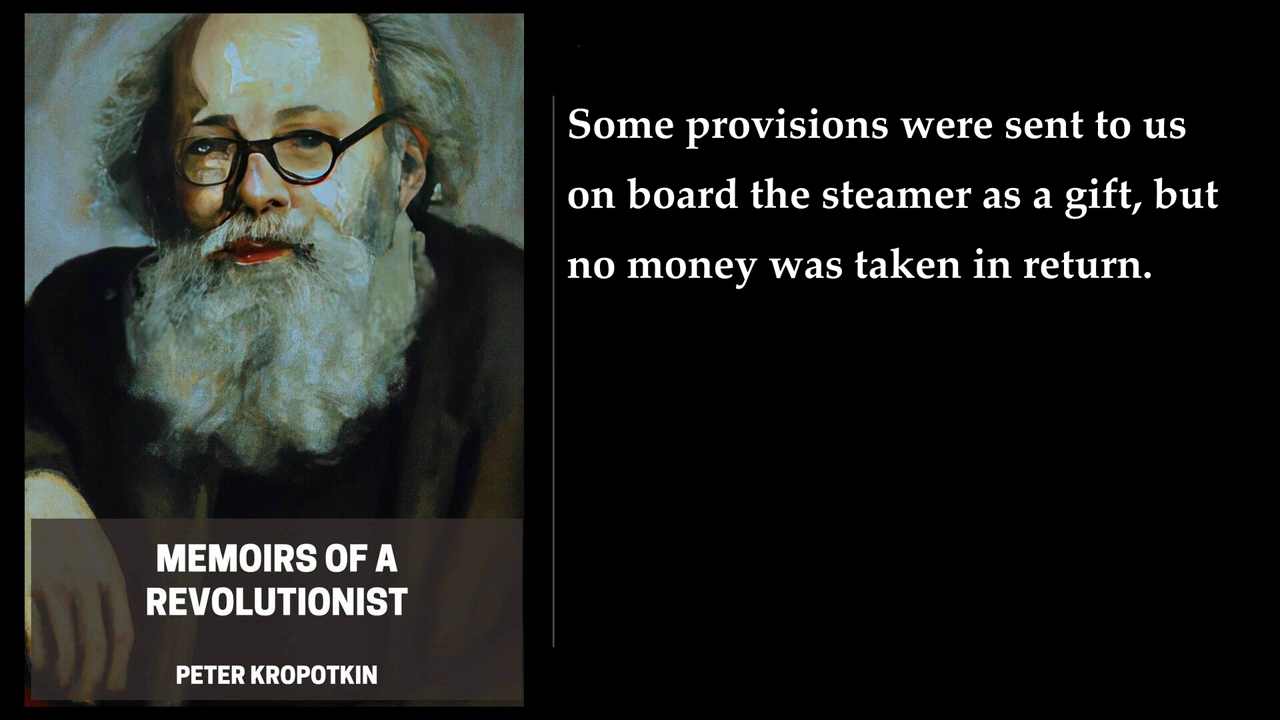 Some provisions were sent to us
on board the steamer as a gift, but
no money was taken in return.
MEMOIRS OF A
REVOLUTIONIST
PETER KROPOTKIN